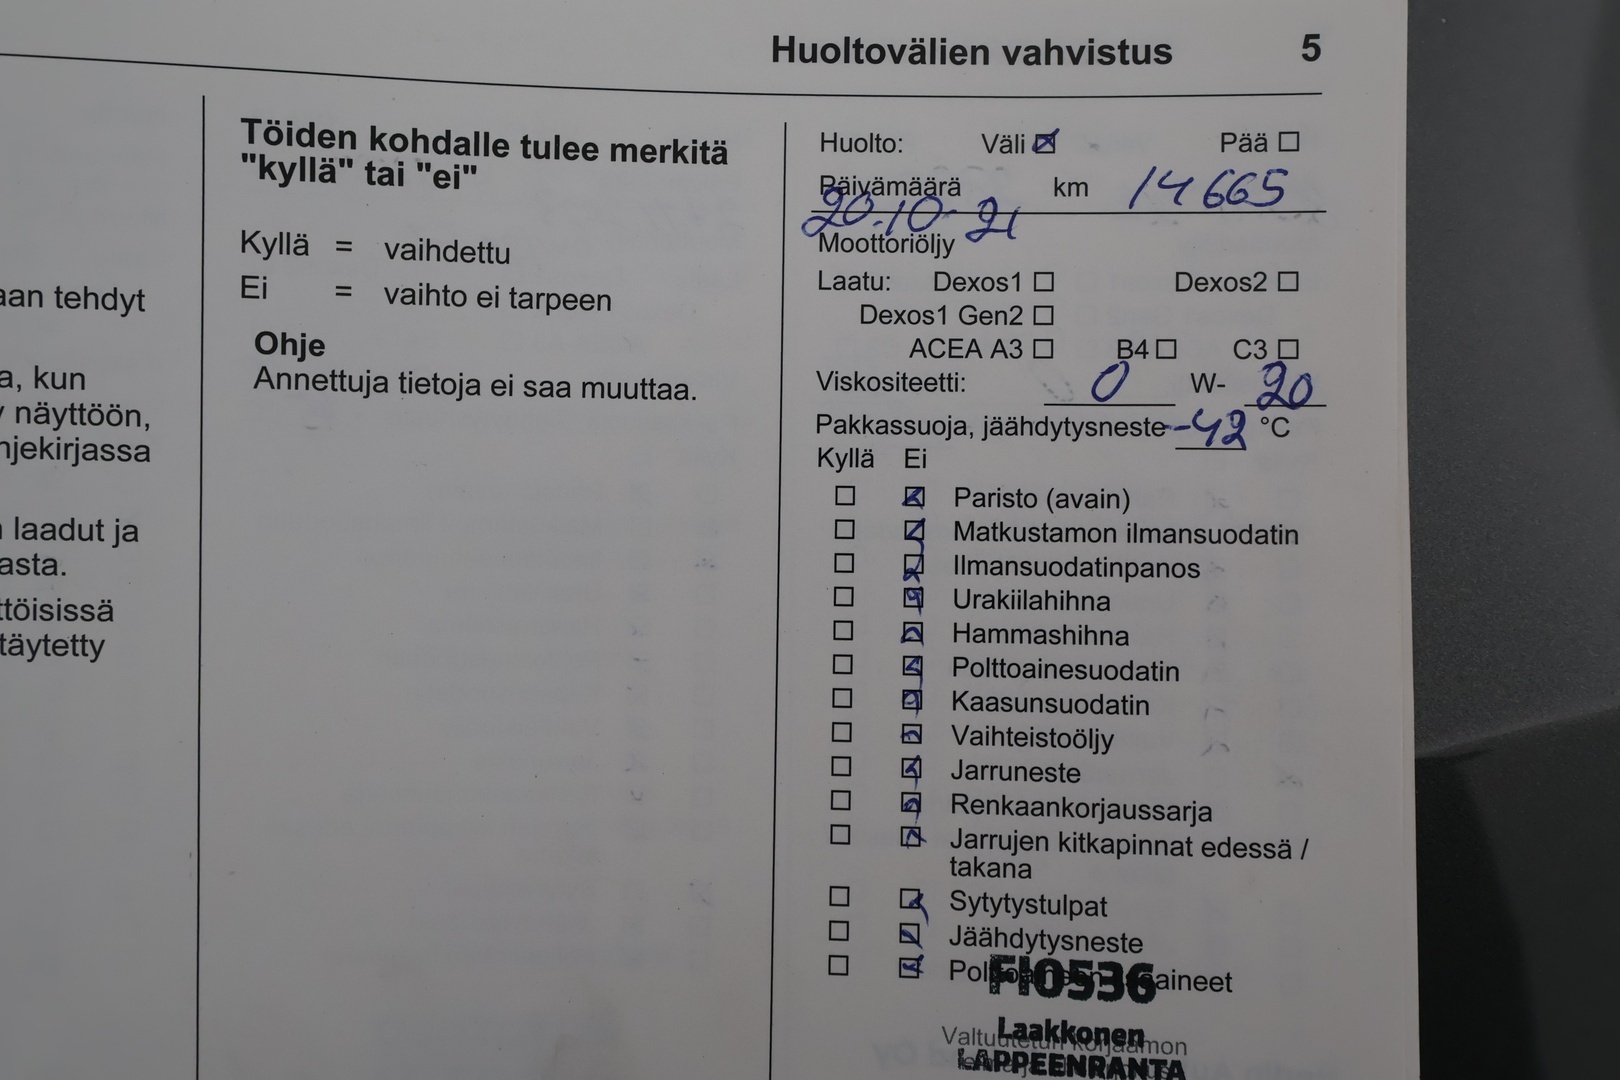 Huoltovälien vahvistus 5
aan tehdyt
a, kun
näyttöön,
jekirjassa
laadut ja
asta.
ttöisissä
täytetty
Töiden kohdalle tulee merkitä
"kyllä" tai "ei"
Kyllä = vaihdettu
Ei = vaihto ei tarpeen
Ohje
Annettuja tietoja ei saa muuttaa.
Huolto: Väli ☒ Pää ☐
Päivämäärä km 14665
20.10.21
Moottoriöljy
Laatu: Dexos1 ☐ Dexos2 ☐
Dexos1 Gen2 ☐
ACEA A3 ☐ B4 ☐ C3 ☐
Viskositeetti: 0 W- 20
Pakkassuoja, jäähdytysneste -42 °C
Kyllä Ei
☐ ☒ Paristo (avain)
☐ ☒ Matkustamon ilmansuodatin
☐ ☒ Ilmansuodatinpanos
☐ ☒ Urakiilahihna
☐ ☒ Hammashihna
☐ ☒ Polttoainesuodatin
☐ ☒ Kaasunsuodatin
☐ ☒ Vaihteistoöljy
☐ ☒ Jarruneste
☐ ☒ Renkaankorjaussarja
☐ ☒ Jarrujen kitkapinnat edessä /
takana
☐ ☒ Sytytystulpat
☐ ☒ Jäähdytysneste
☐ ☒ aineet
FI0536
Laakkonen
Valtuutetun korjaamon
LAPPEENRANTA